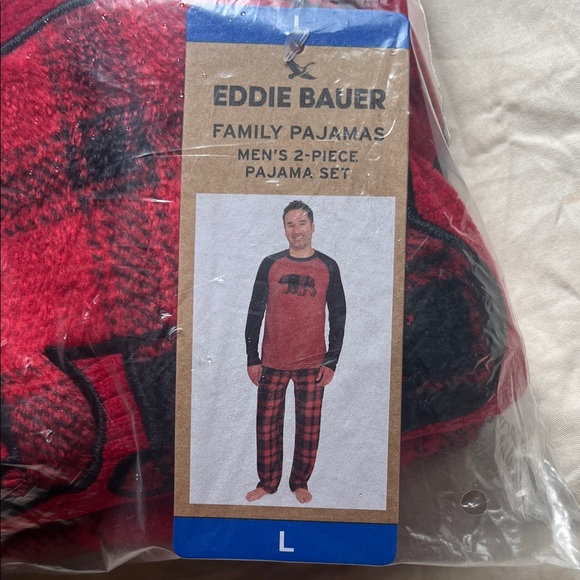 L
EDDIE BAUER
FAMILY PAJAMAS
MEN'S 2-PIECE
PAJAMA SET
L